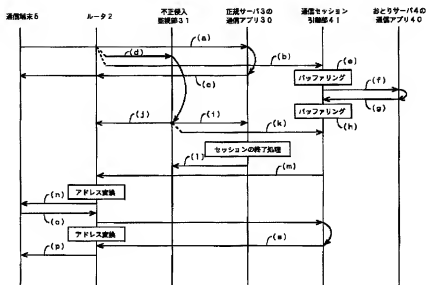 通信端末5
ルータ2
不正侵入
監視部31
正規サーバ3の
通信アプリ30
通信セッション
引継部41
おとりサーバ4の
通信アプリ40
(a)
(d)
(b)
(e)
(c)
バッファリング
(f)
(g)
(j)
(i)
バッファリング
(k)
(h)
セッションの終了処理
(l)
(m)
アドレス変換
(n)
(o)
アドレス変換
(e)
(p)